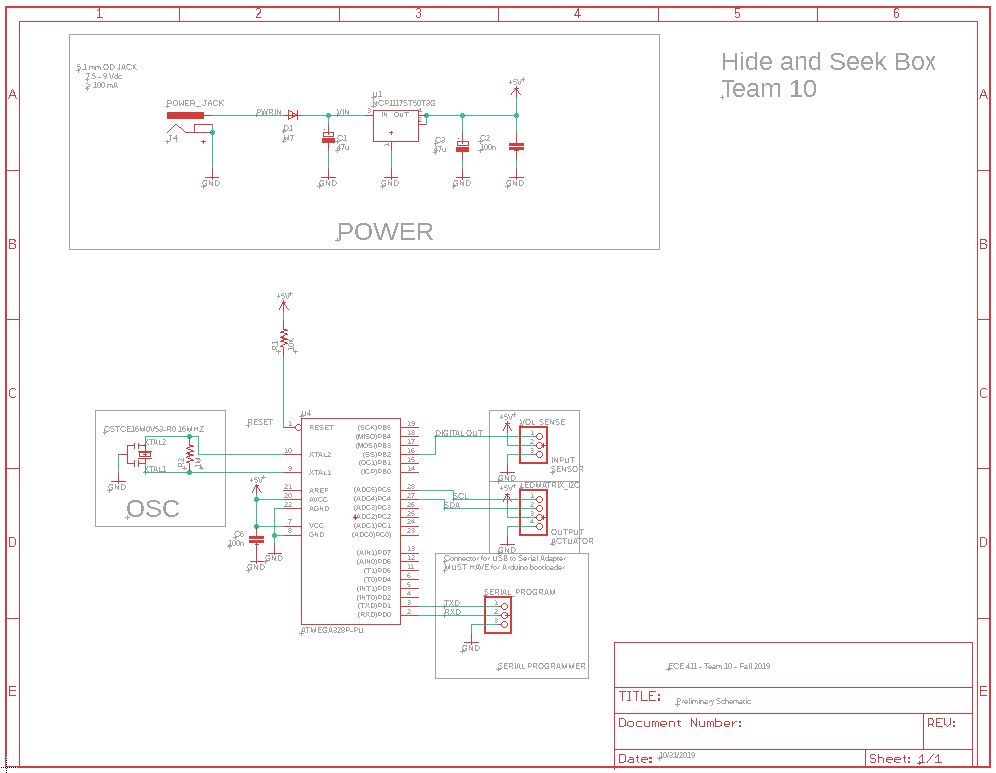 1 2 3 4 5 6
A A
B B
C C
D D
E E
Hide and Seek Box
Team 10
5.1 mm OD JACK
7.5 - 9 Vdc
> 100 mA
POWER_JACK
J4
PWRIN
D1
M7
VIN
C1
47u
U1
NCP1117ST50T3G
IN OUT
3
4
2
1
C3
47u
C2
100n
+5V
GND GND GND GND GND
POWER
+5V
R1
10K
RESET
U4
1 RESET
10 XTAL2
9 XTAL1
21 AREF
20 AVCC
22 AGND
7 VCC
8 GND
(SCK)PB5 19
(MISO)PB4 18
(MOSI)PB3 17
(SS)PB2 16
(OC1)PB1 15
(ICP)PB0 14
(ADC5)PC5 28
(ADC4)PC4 27
(ADC3)PC3 26
(ADC2)PC2 25
(ADC1)PC1 24
(ADC0)PC0 23
(AIN1)PD7 13
(AIN0)PD6 12
(T1)PD5 11
(T0)PD4 6
(INT1)PD3 5
(INT0)PD2 4
(TXD)PD1 3
(RXD)PD0 2
ATMEGA328P-PU
CSTCE16M0V53-R0 16MHZ
XTAL2
XTAL1
R2
1M
GND
OSC
+5V
C6
100n
GND
GND
DIGITAL OUT
+5V
VOL SENSE
1
2
3
GND
INPUT
SENSOR
SCL
SDA
+5V
LEDMATRIX_I2C
1
2
3
4
GND
OUTPUT
ACTUATOR
Connector for USB to Serial Adapter
MUST HAVE for Arduino bootloader
SERIAL PROGRAM
TXD
RXD
1
2
3
GND
SERIAL PROGRAMMER
ECE 411 - Team 10 - Fall 2019
TITLE: Preliminary Schematic
Document Number:
REV:
Date: 10/31/2019
Sheet: 1/1